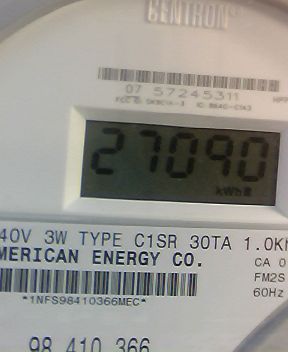 CENTRON
07 57245311
27090
kWh
40V 3W TYPE C1SR 30TA 1.0K
MERICAN ENERGY CO.
CA 0
FM2S
60Hz
*1NFS98410366MEC*
98 410 366